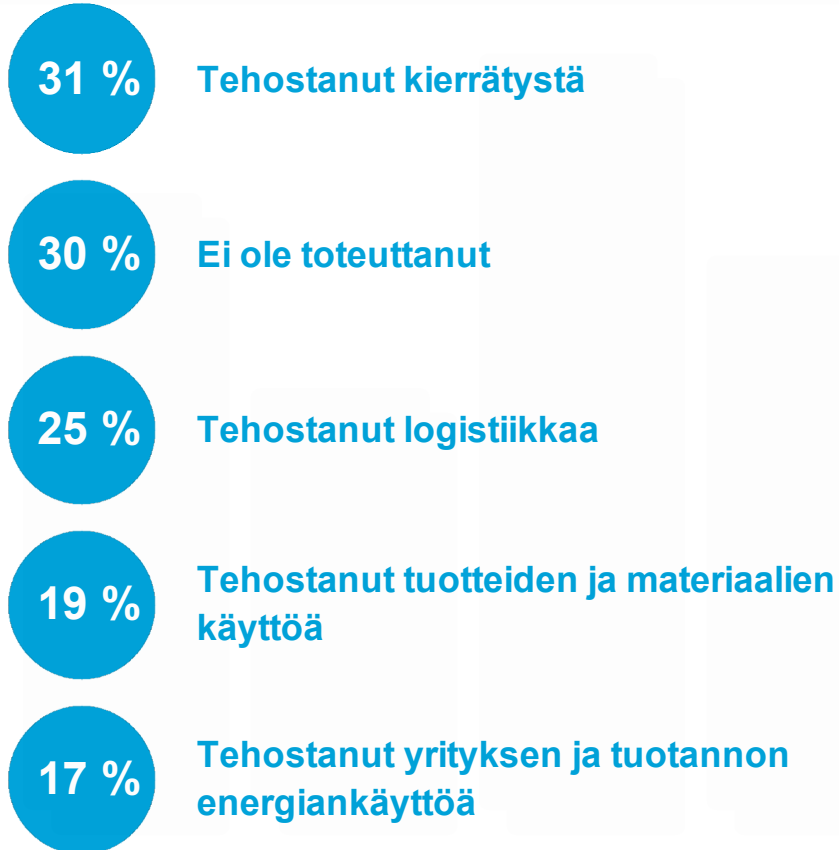 31 %
Tehostanut kierrätystä
30 %
Ei ole toteuttanut
25 %
Tehostanut logistiikkaa
19 %
Tehostanut tuotteiden ja materiaalien
käyttöä
17 %
Tehostanut yrityksen ja tuotannon
energiankäyttöä